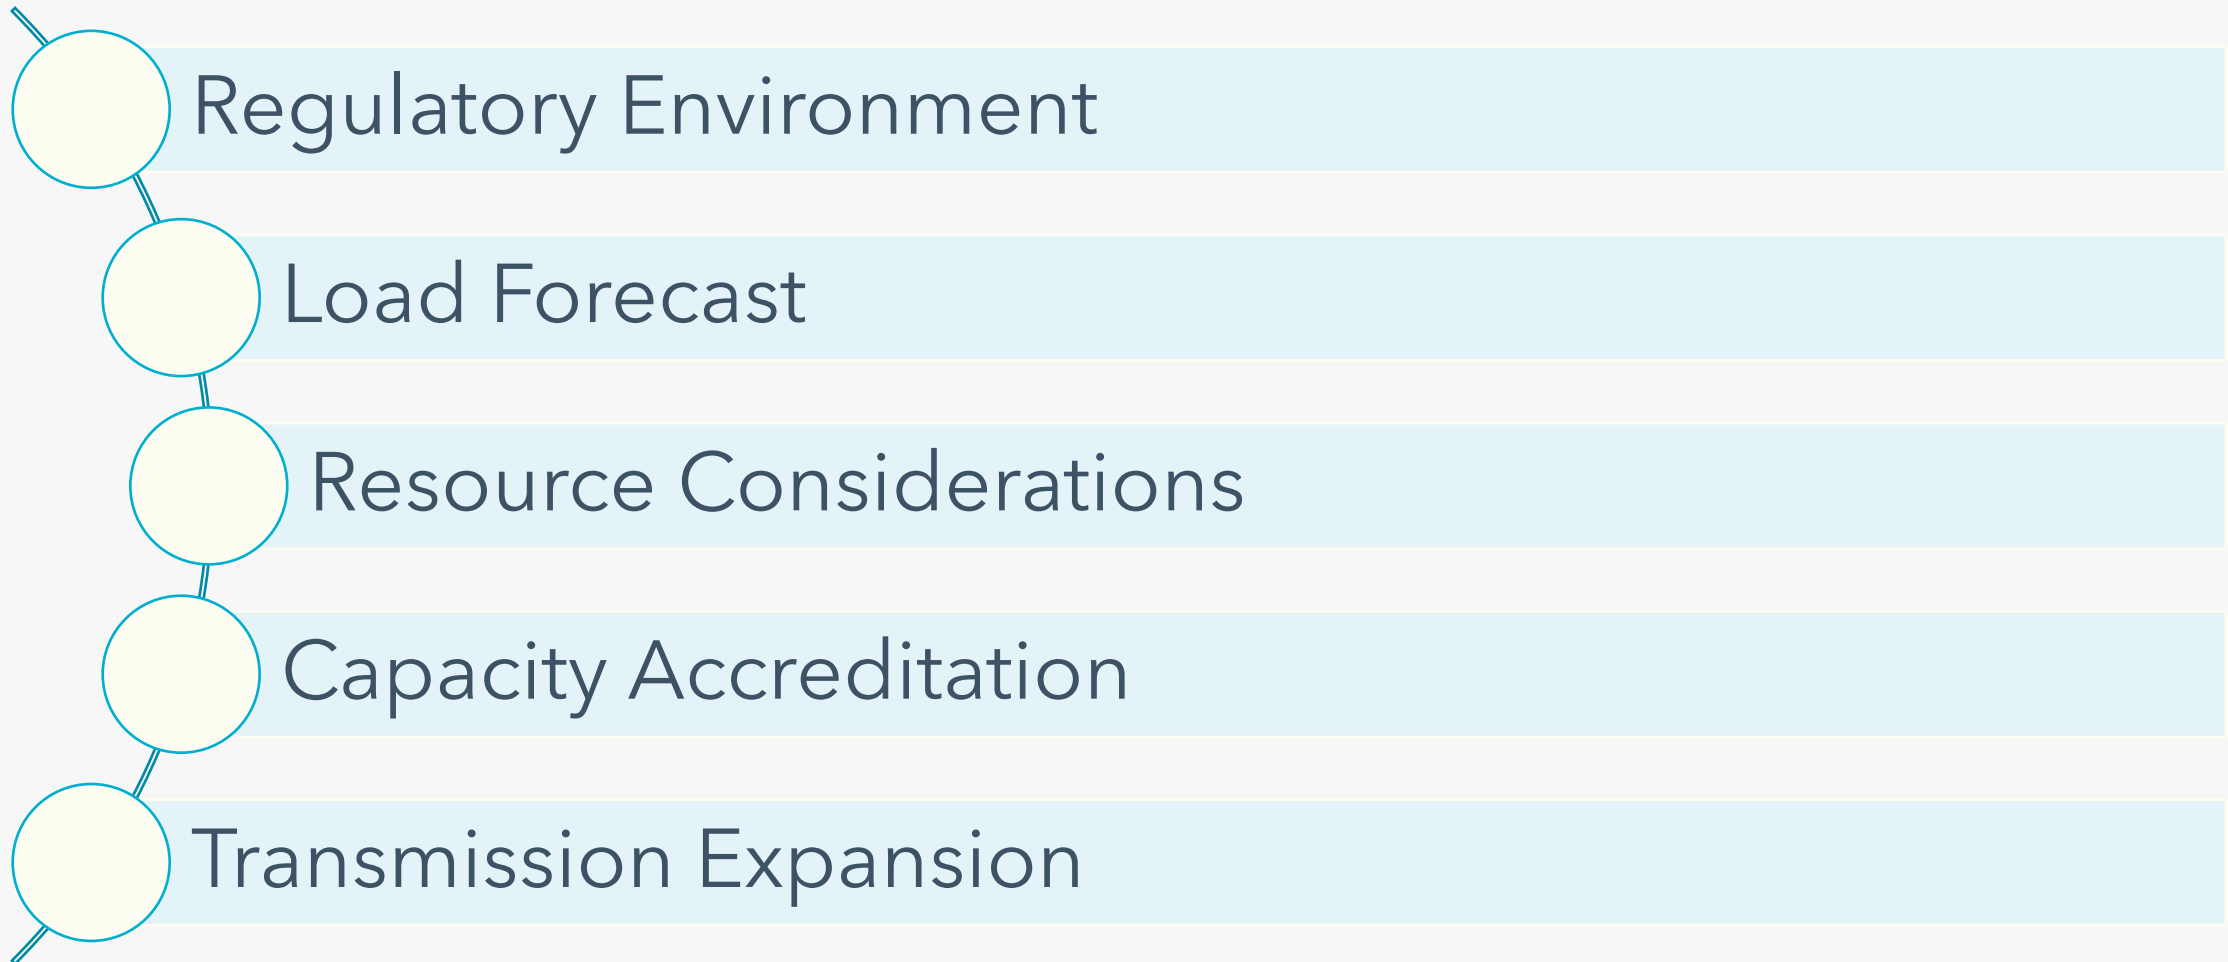 Regulatory Environment
Load Forecast
Resource Considerations
Capacity Accreditation
Transmission Expansion